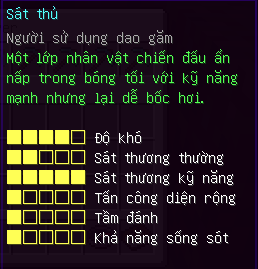 Sát thủ
Người sử dụng dao găm
Một lớp nhân vật chiến đấu ẩn
nấp trong bóng tối với kỹ năng
mạnh nhưng lại dễ bốc hơi.
Độ khó
Sát thương thường
Sát thương kỹ năng
Tấn công diện rộng
Tầm đánh
Khả năng sống sót